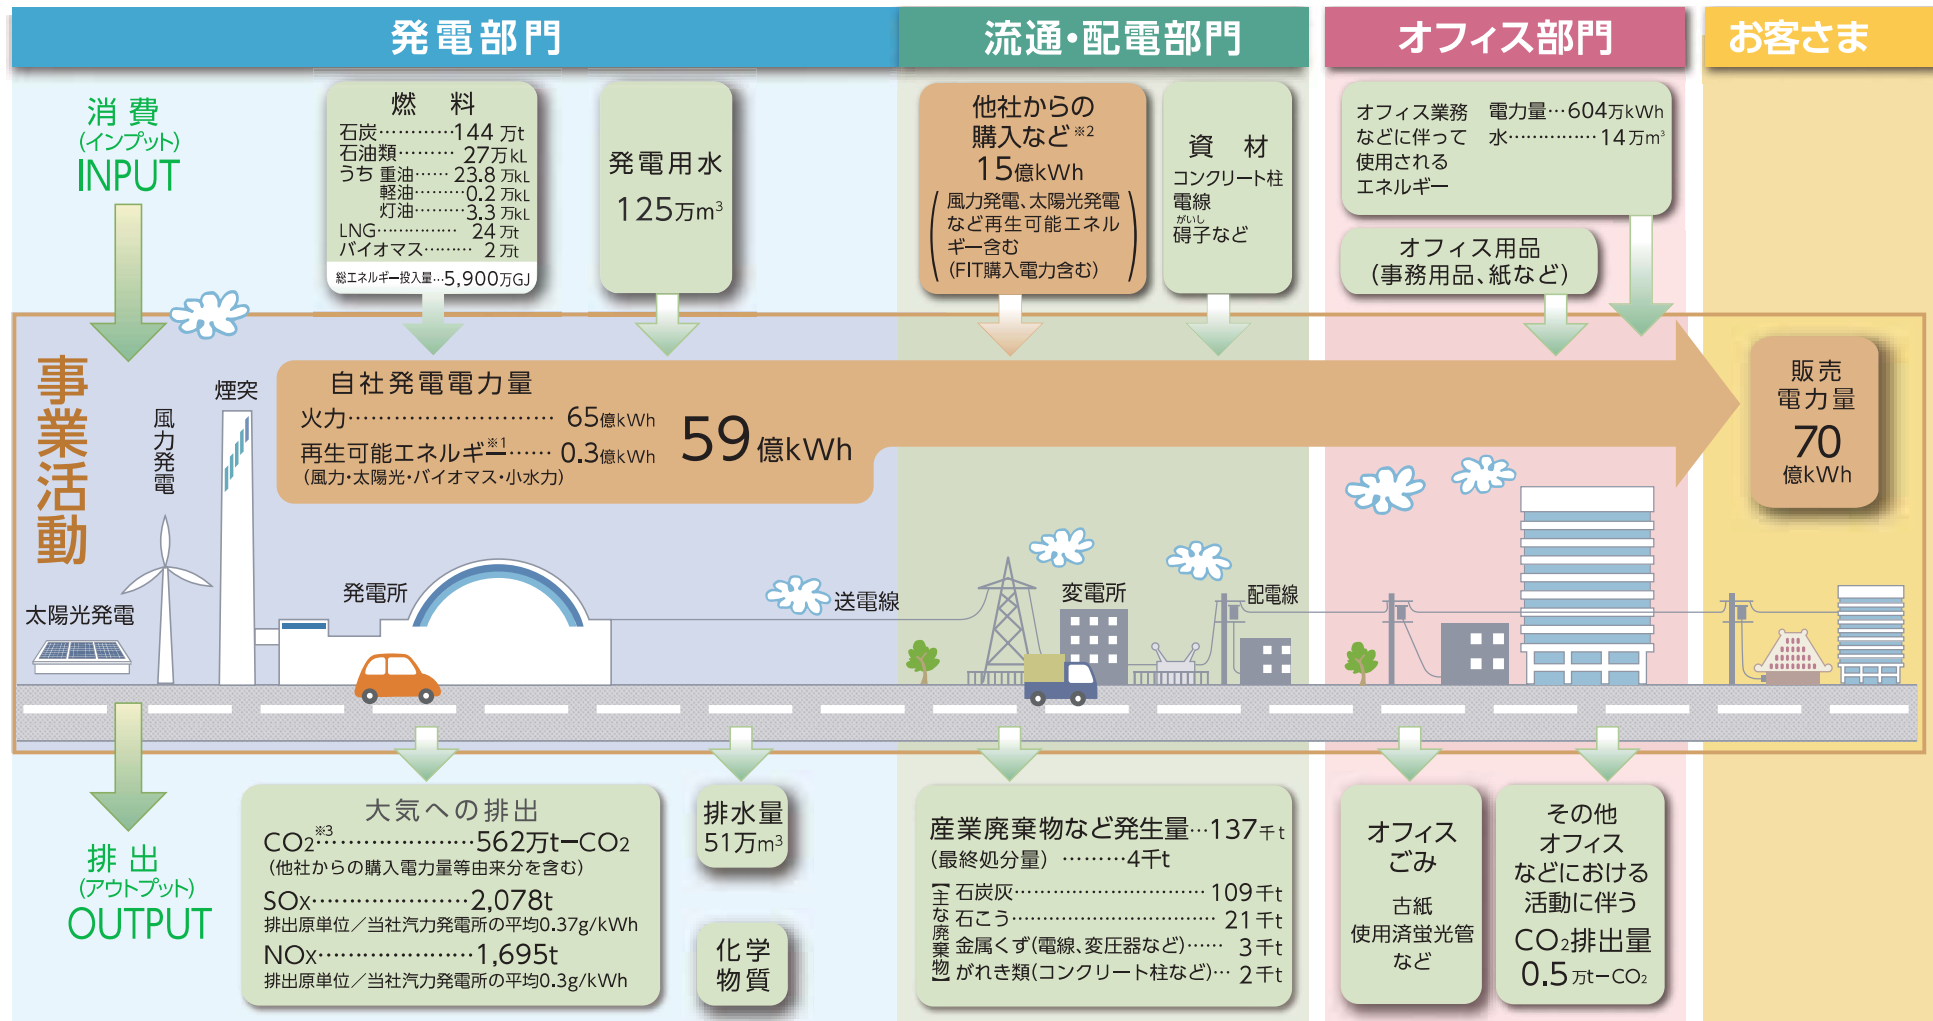 発電部門
流通・配電部門
オフィス部門
お客さま
消費
(インプット)
INPUT
燃料
石炭…………144 万t
石油類……… 27万kL
うち 重油…… 23.8 万kL
軽油………0.2 万kL
灯油………3.3 万kL
LNG…………… 24万t
バイオマス……… 2万t
総エネルギー投入量…5,900万GJ
発電用水
125万m³
他社からの
購入など※2
15億kWh
(風力発電、太陽光発電
など再生可能エネル
ギー含む
(FIT購入電力含む))
資材
コンクリート柱
電線
がいし
碍子など
オフィス業務
などに伴って
使用される
エネルギー
電力量…604万kWh
水……………14万m³
オフィス用品
(事務用品、紙など)
事業活動
自社発電電力量
火力………………………… 65億kWh
再生可能エネルギー※1…… 0.3億kWh
(風力・太陽光・バイオマス・小水力)
59億kWh
販売
電力量
70
億kWh
煙突
風力発電
太陽光発電
発電所
送電線
変電所
配電線
排出
(アウトプット)
OUTPUT
大気への排出
CO₂※3…………………562万t−CO₂
(他社からの購入電力量等由来分を含む)
SOx…………………2,078t
排出原単位／当社汽力発電所の平均0.37g/kWh
NOx…………………1,695t
排出原単位／当社汽力発電所の平均0.3g/kWh
排水量
51万m³
化学
物質
産業廃棄物など発生量…137千t
(最終処分量) ………4千t
【主な廃棄物】
石炭灰………………………… 109千t
石こう…………………………… 21千t
金属くず(電線、変圧器など)…… 3千t
がれき類(コンクリート柱など)… 2千t
オフィス
ごみ
古紙
使用済蛍光管
など
その他
オフィス
などにおける
活動に伴う
CO₂排出量
0.5万t−CO₂